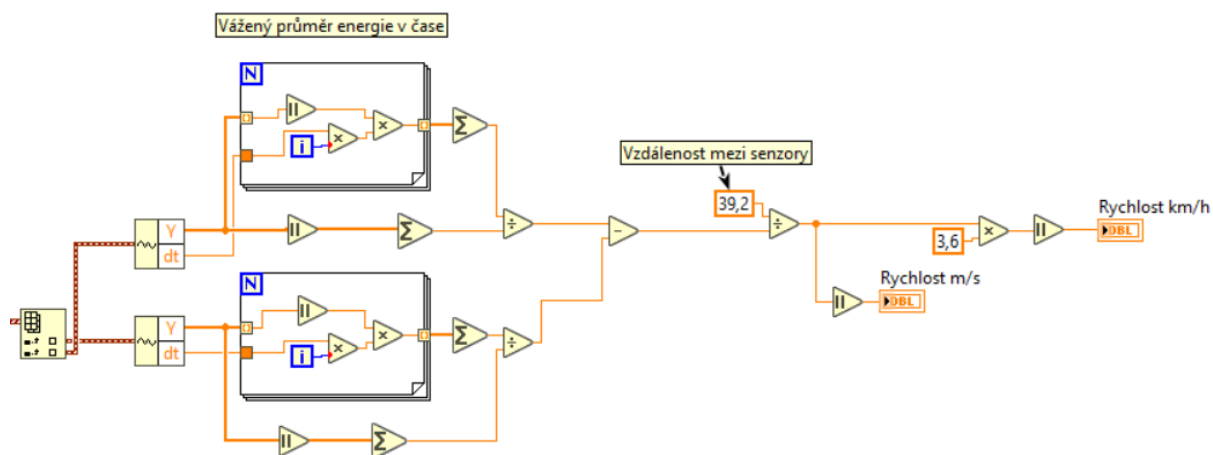 Vážený průměr energie v čase
N
i
Y
dt
N
i
Y
dt
Vzdálenost mezi senzory
39,2
3,6
Rychlost km/h
DBL
Rychlost m/s
DBL